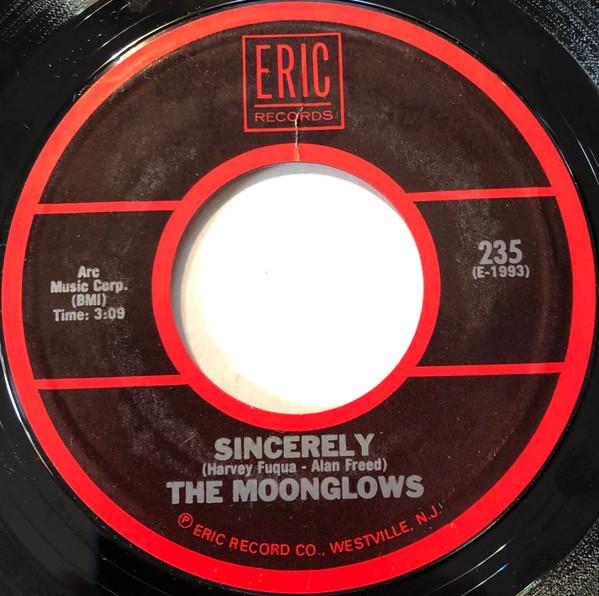 ERIC
RECORDS
Arc
Music Corp.
(BMI)
Time: 3:09
235
(E-1993)
SINCERELY
(Harvey Fuqua - Alan Freed)
THE MOONGLOWS
℗ ERIC RECORD CO., WESTVILLE, N.J.